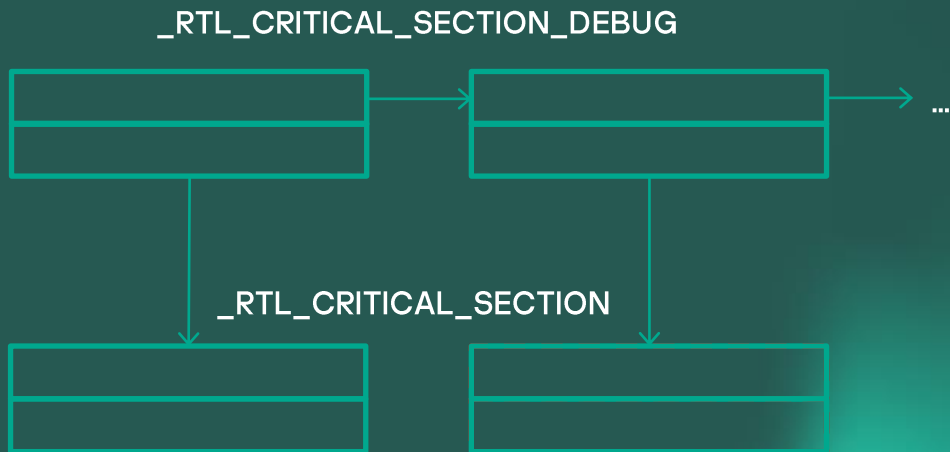 _RTL_CRITICAL_SECTION_DEBUG
...
_RTL_CRITICAL_SECTION